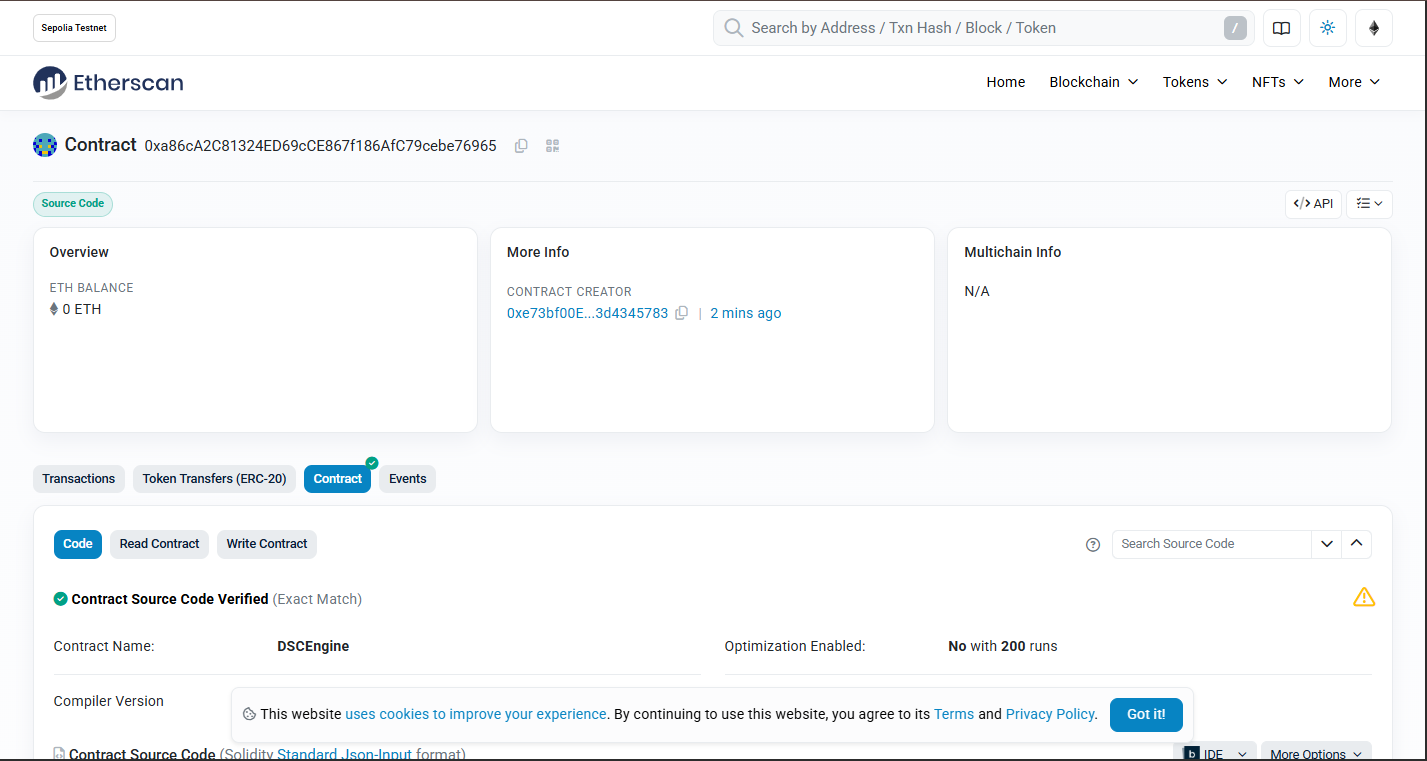 Sepolia Testnet
Search by Address / Txn Hash / Block / Token /
Etherscan
Home Blockchain Tokens NFTs More
Contract 0xa86cA2C81324ED69cCE867f186AfC79cebe76965
Source Code
</> API
Overview
ETH BALANCE
0 ETH
More Info
CONTRACT CREATOR
0xe73bf00E...3d4345783 | 2 mins ago
Multichain Info
N/A
Transactions Token Transfers (ERC-20) Contract Events
Code Read Contract Write Contract
Search Source Code
Contract Source Code Verified (Exact Match)
Contract Name: DSCEngine
Optimization Enabled: No with 200 runs
Compiler Version
This website uses cookies to improve your experience. By continuing to use this website, you agree to its Terms and Privacy Policy. Got it!
Contract Source Code (Solidity Standard Json-Input format)
b IDE More Options